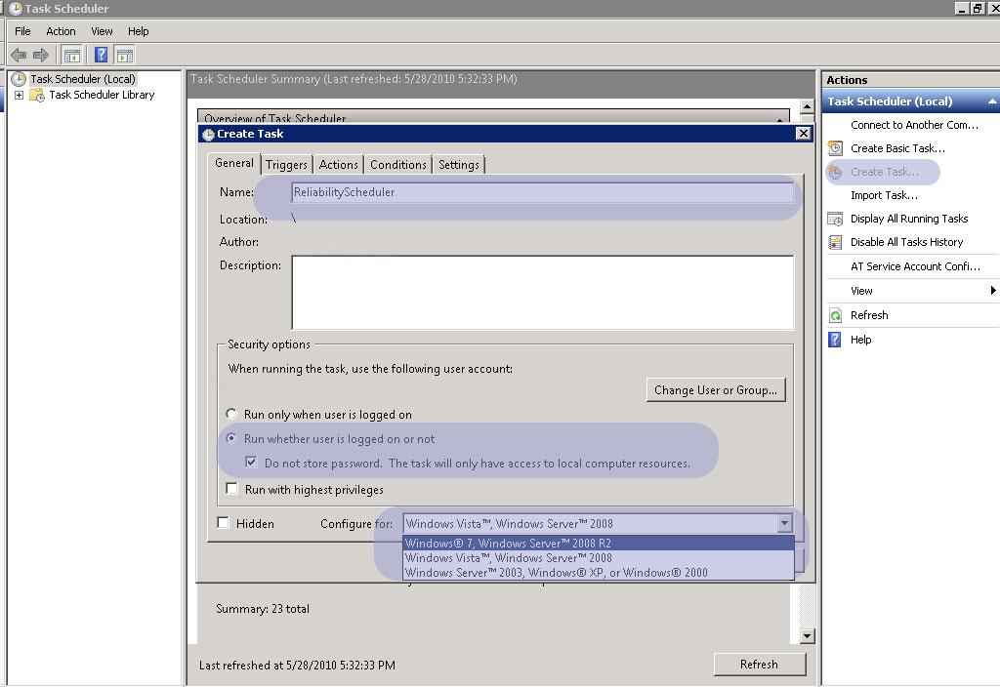 Task Scheduler
File Action View Help
Task Scheduler (Local)
Task Scheduler Library
Task Scheduler Summary (Last refreshed: 5/28/2010 5:32:33 PM)
Overview of Task Scheduler
Create Task
General Triggers Actions Conditions Settings
Name: ReliabilityScheduler
Location: \
Author:
Description:
Security options
When running the task, use the following user account:
Change User or Group...
Run only when user is logged on
Run whether user is logged on or not
Do not store password. The task will only have access to local computer resources.
Run with highest privileges
Hidden Configure for: Windows Vista™, Windows Server™ 2008
Windows® 7, Windows Server™ 2008 R2
Windows Vista™, Windows Server™ 2008
Windows Server™ 2003, Windows® XP, or Windows® 2000
Summary: 23 total
Last refreshed at 5/28/2010 5:32:33 PM
Refresh
Actions
Task Scheduler (Local)
Connect to Another Com...
Create Basic Task...
Create Task...
Import Task...
Display All Running Tasks
Disable All Tasks History
AT Service Account Confi...
View
Refresh
Help